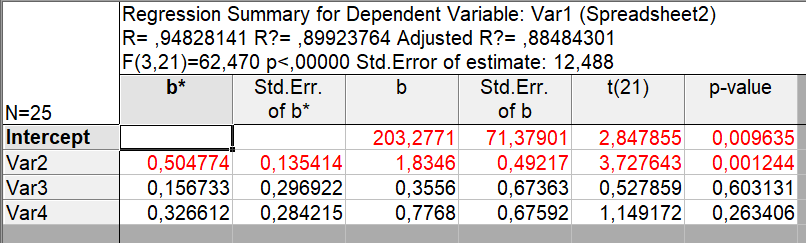 Regression Summary for Dependent Variable: Var1 (Spreadsheet2)
R= ,94828141 R?= ,89923764 Adjusted R?= ,88484301
F(3,21)=62,470 p<,00000 Std.Error of estimate: 12,488
N=25 b* Std.Err. of b* b Std.Err. of b t(21) p-value
Intercept 203,2771 71,37901 2,847855 0,009635
Var2 0,504774 0,135414 1,8346 0,49217 3,727643 0,001244
Var3 0,156733 0,296922 0,3556 0,67363 0,527859 0,603131
Var4 0,326612 0,284215 0,7768 0,67592 1,149172 0,263406